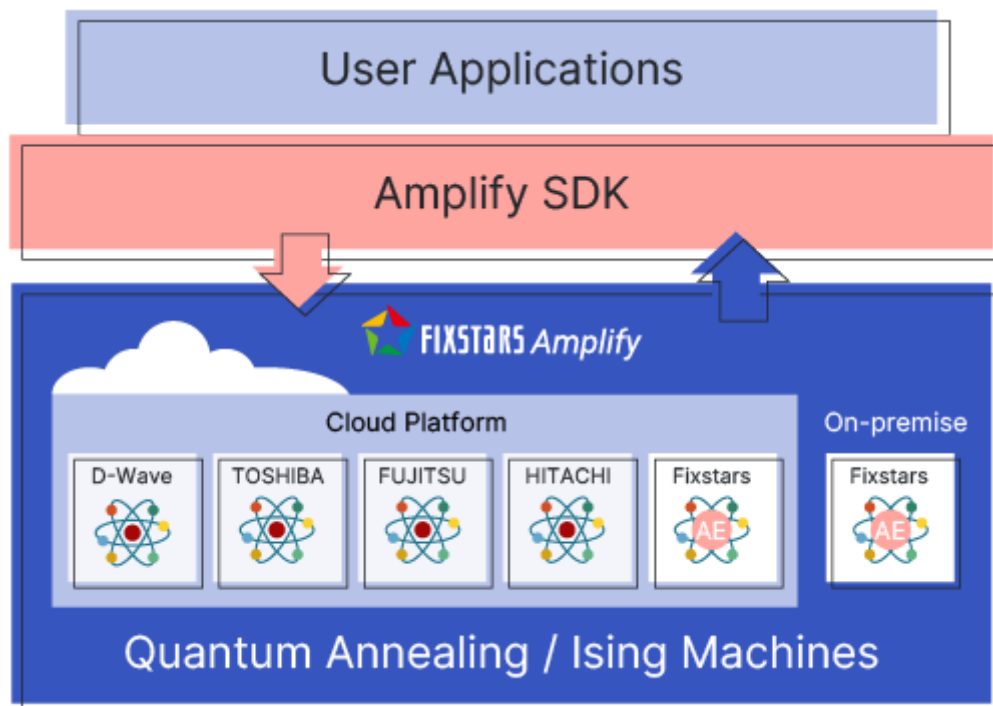 User Applications
Amplify SDK
FIXSTARS Amplify
Cloud Platform
On-premise
D-Wave
TOSHIBA
FUJITSU
HITACHI
Fixstars
Fixstars
AE
AE
Quantum Annealing / Ising Machines